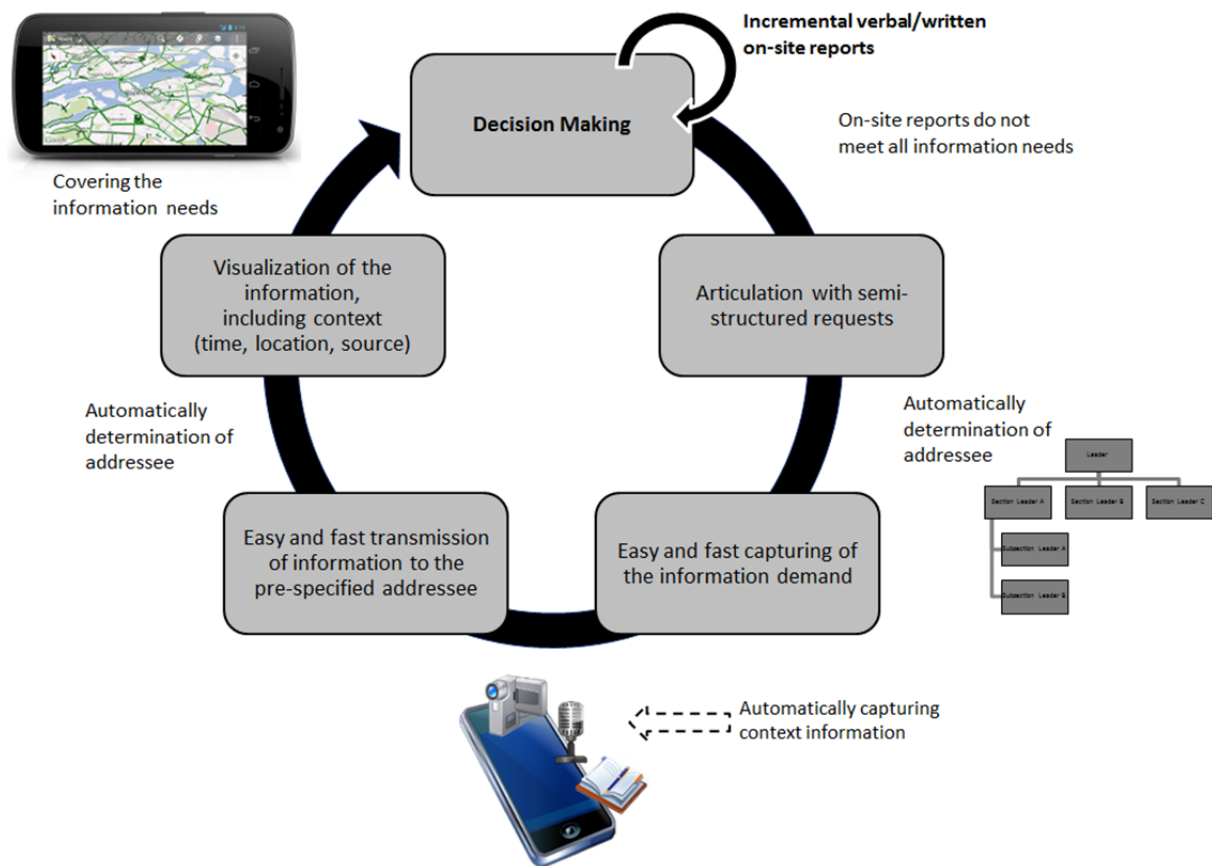 Incremental verbal/written
on-site reports
Decision Making
On-site reports do not
meet all information needs
Covering the
information needs
Visualization of the
information,
including context
(time, location, source)
Articulation with semi-
structured requests
Automatically
determination of
addressee
Automatically
determination of
addressee
Leader
Section Leader A
Section Leader B
Section Leader C
Subsection Leader A
Subsection Leader B
Easy and fast transmission
of information to the
pre-specified addressee
Easy and fast capturing of
the information demand
Automatically capturing
context information